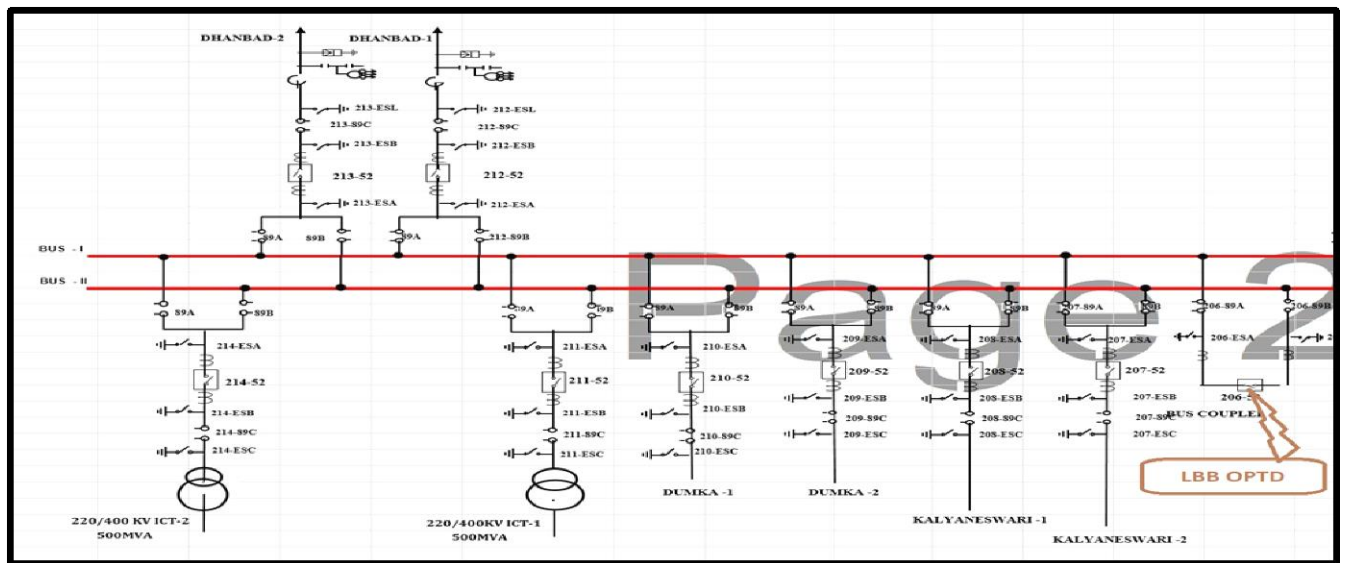 DHANBAD-2 DHANBAD-1
213-ESL 212-ESL
213-89C 212-89C
213-ESB 212-ESB
213-52 212-52
213-ESA 212-ESA
89A 89B 89A 212-89B
BUS - I
BUS - II
89A 89B 89A 89B 89A 89B 89A 89B 89A 89B 207-89A 89B 206-89A 206-89B
214-ESA 211-ESA 210-ESA 209-ESA 208-ESA 207-ESA 206-ESA
214-52 211-52 210-52 209-52 208-52 207-52
214-ESB 211-ESB 210-ESB 209-ESB 208-ESB 207-ESB
214-89C 211-89C 210-89C 209-89C 208-89C 207-89C
BUS COUPLER
214-ESC 211-ESC 210-ESC 209-ESC 208-ESC 207-ESC
LBB OPTD
DUMKA -1 DUMKA -2
220/400 KV ICT-2 220/400KV ICT-1 KALYANESWARI -1
500MVA 500MVA KALYANESWARI -2
Page 2